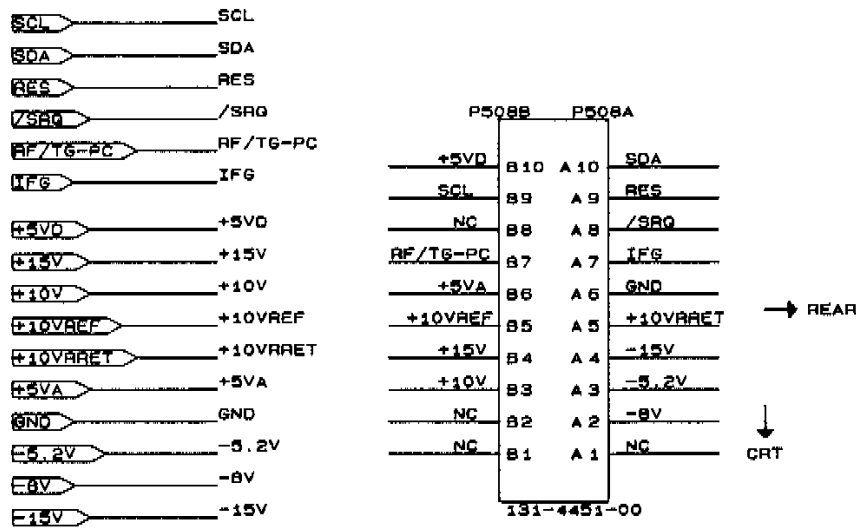 SCL SCL
SDA SDA
RES RES
/SRQ /SRQ
RF/TG-PC RF/TG-PC
IFG IFG
+5VD +5VD
+15V +15V
+10V +10V
+10VREF +10VREF
+10VRRET +10VRRET
+5VA +5VA
GND GND
-5.2V -5.2V
-8V -8V
-15V -15V
P508B P508A
+5VD B10 A10 SDA
SCL B9 A9 RES
NC B8 A8 /SRQ
RF/TG-PC B7 A7 IFG
+5VA B6 A6 GND
+10VREF B5 A5 +10VRRET
+15V B4 A4 -15V
+10V B3 A3 -5.2V
NC B2 A2 -8V
NC B1 A1 NC
131-4451-00
REAR
CRT